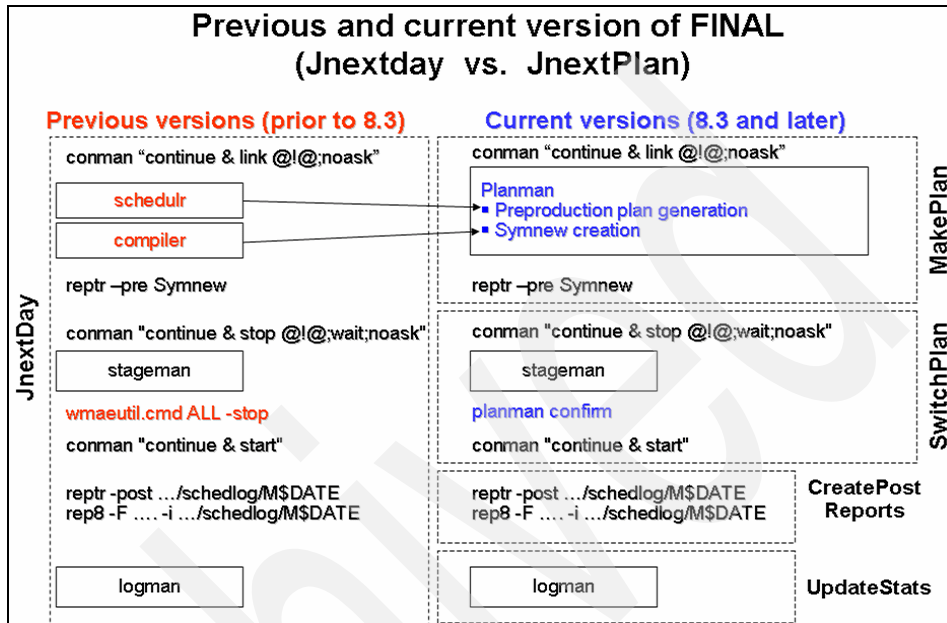 Previous and current version of FINAL
(Jnextday vs. JnextPlan)
Previous versions (prior to 8.3)
JnextDay
conman “continue & link @!@;noask”
schedulr
compiler
reptr –pre Symnew
conman "continue & stop @!@;wait;noask"
stageman
wmaeutil.cmd ALL -stop
conman "continue & start"
reptr -post .../schedlog/M$DATE
rep8 -F .... -i .../schedlog/M$DATE
logman
Current versions (8.3 and later)
conman “continue & link @!@;noask”
Planman
▪ Preproduction plan generation
▪ Symnew creation
reptr –pre Symnew
MakePlan
conman "continue & stop @!@;wait;noask"
stageman
planman confirm
conman "continue & start"
SwitchPlan
reptr -post .../schedlog/M$DATE
rep8 -F .... -i .../schedlog/M$DATE
CreatePost
Reports
logman
UpdateStats
hived